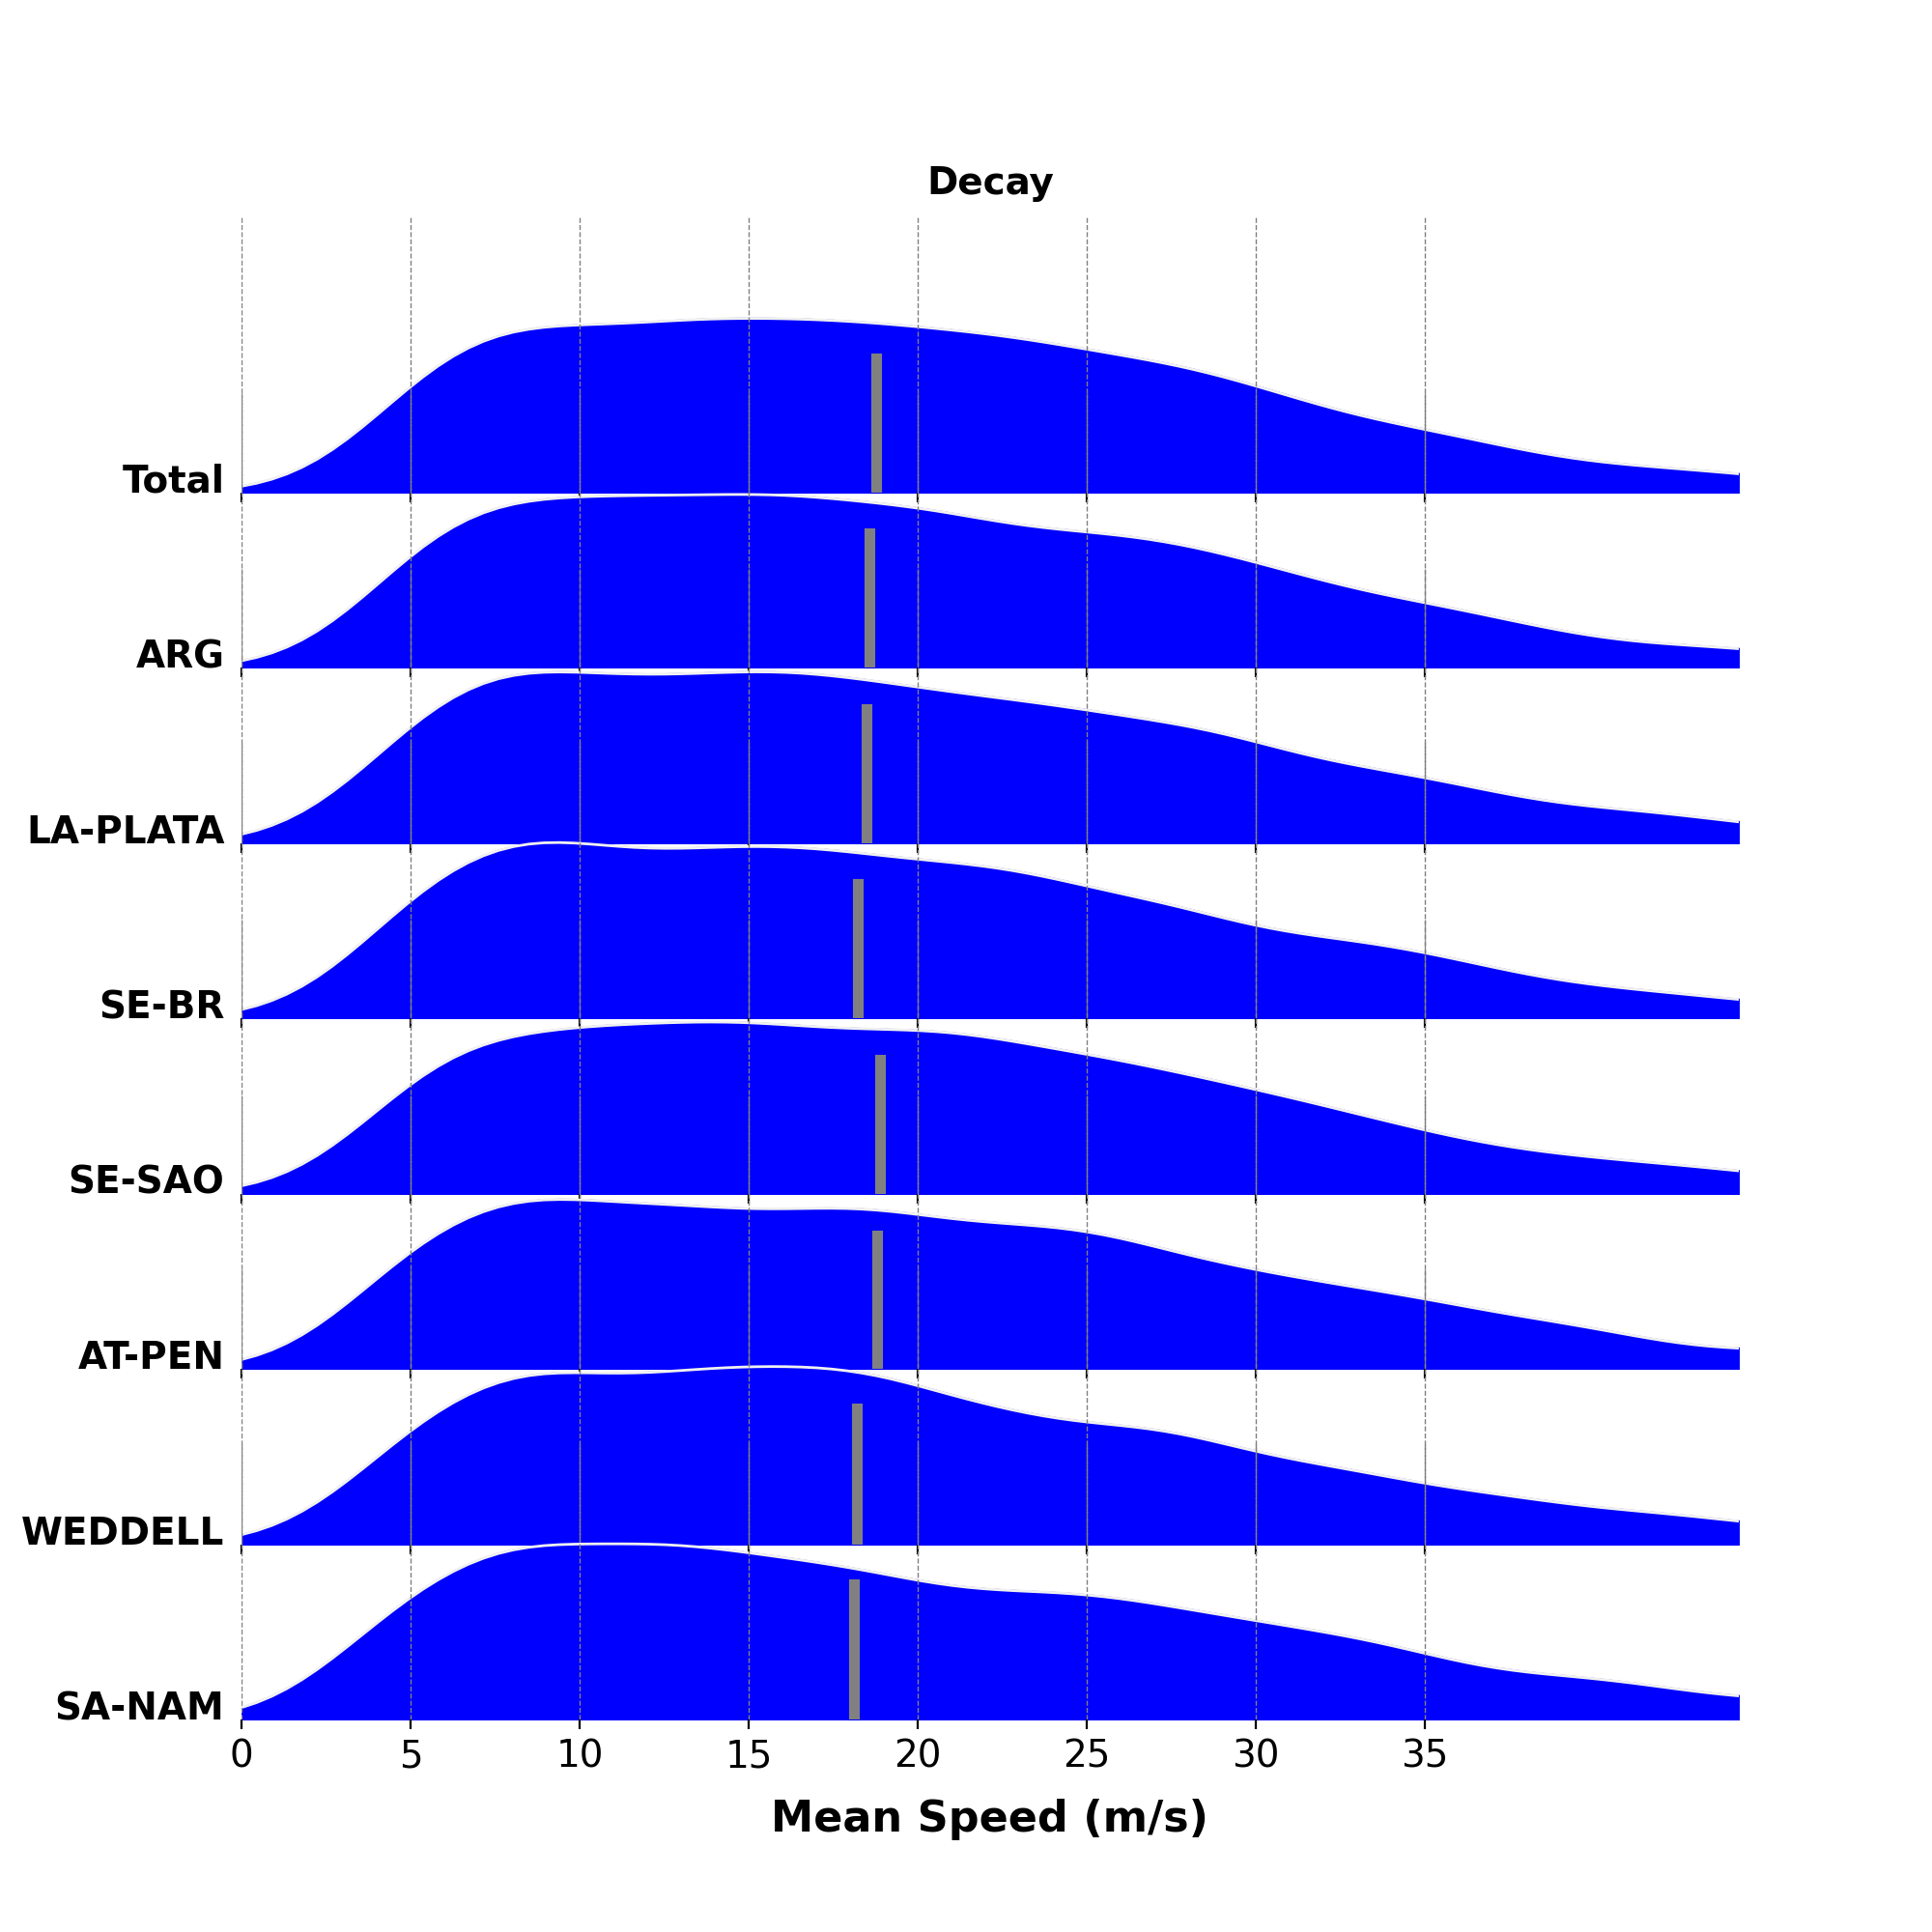 Decay
Total
ARG
LA-PLATA
SE-BR
SE-SAO
AT-PEN
WEDDELL
SA-NAM
0 5 10 15 20 25 30 35
Mean Speed (m/s)